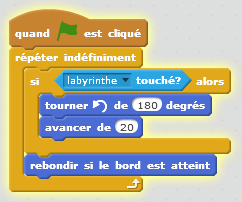 quand est cliqué
répéter indéfiniment
si labyrinthe touché? alors
tourner de 180 degrés
avancer de 20
rebondir si le bord est atteint